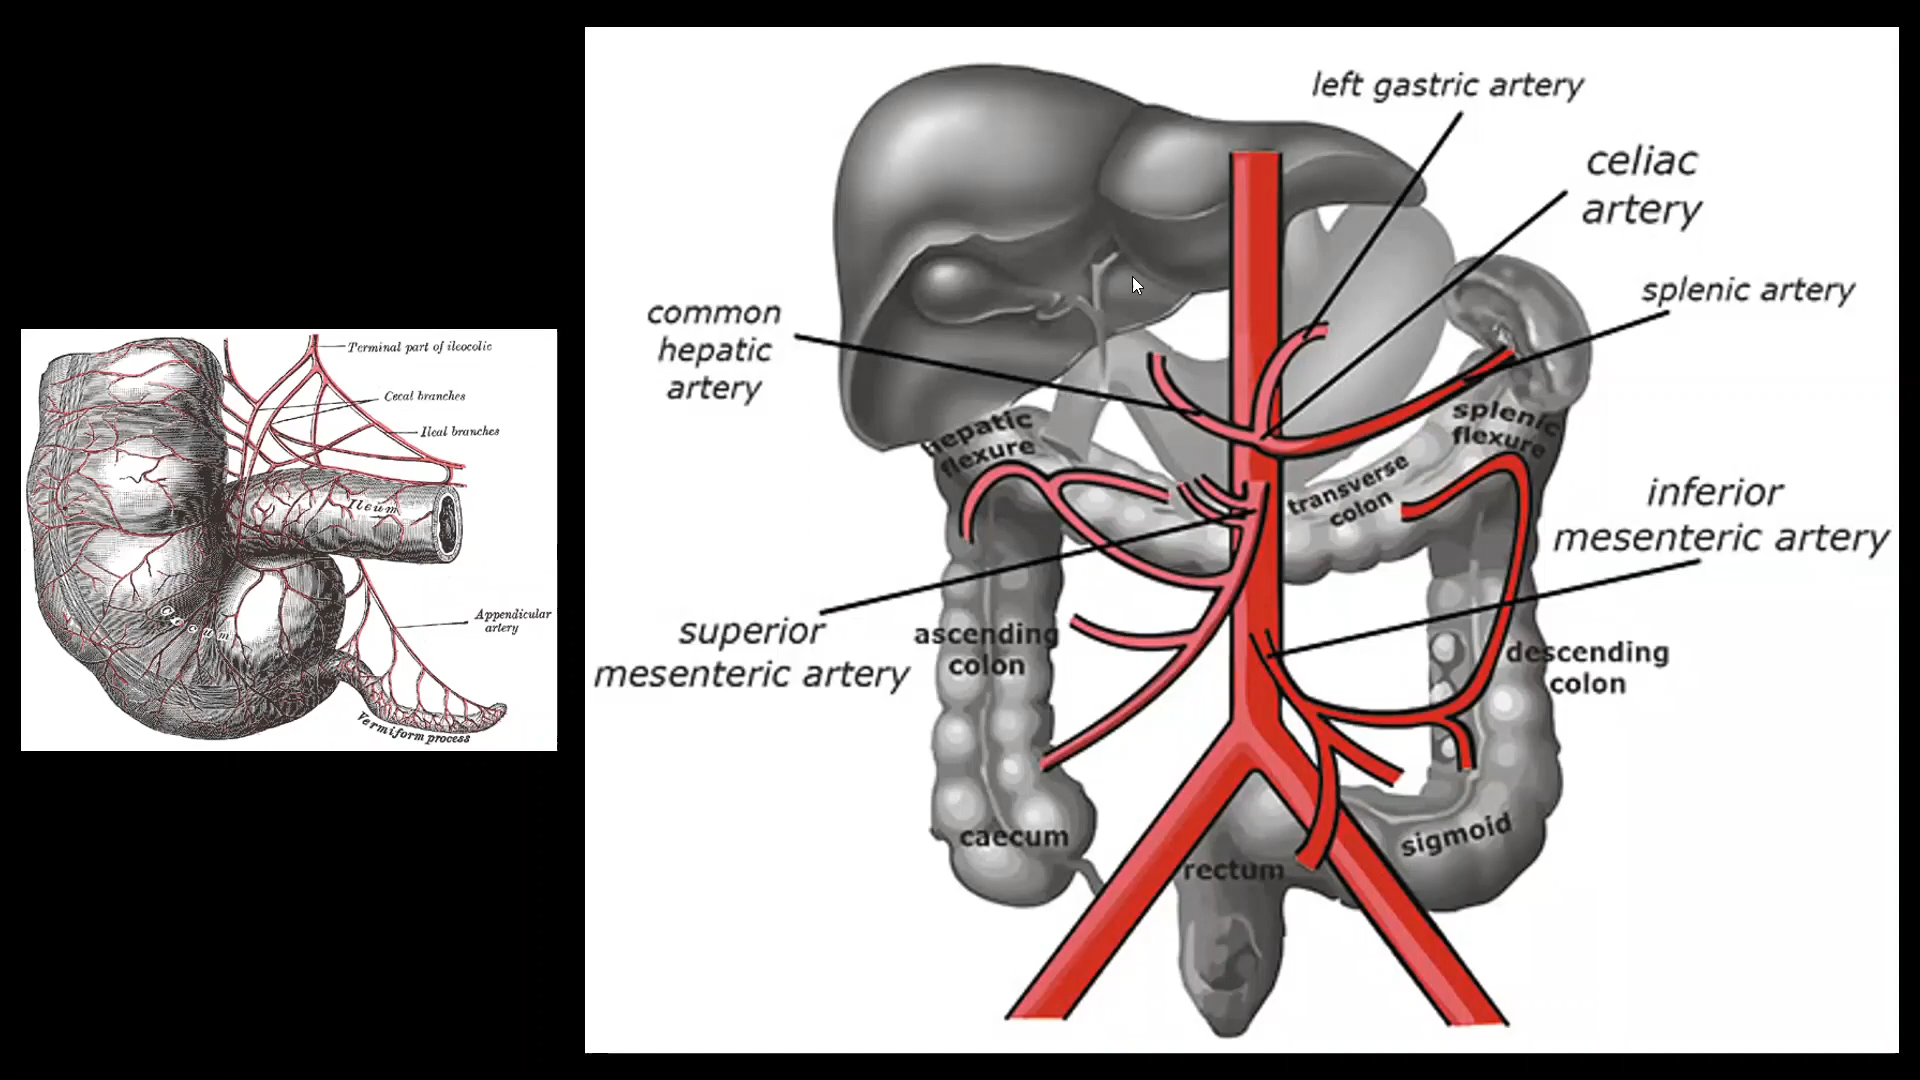 Terminal part of ileocolic
Cecal branches
Ileal branches
Ileum
Cecum
Appendicular
artery
Vermiform process
left gastric artery
celiac
artery
splenic artery
common
hepatic
artery
hepatic
flexure
splenic
flexure
transverse
colon
inferior
mesenteric artery
superior
mesenteric artery
ascending
colon
descending
colon
caecum
sigmoid
rectum